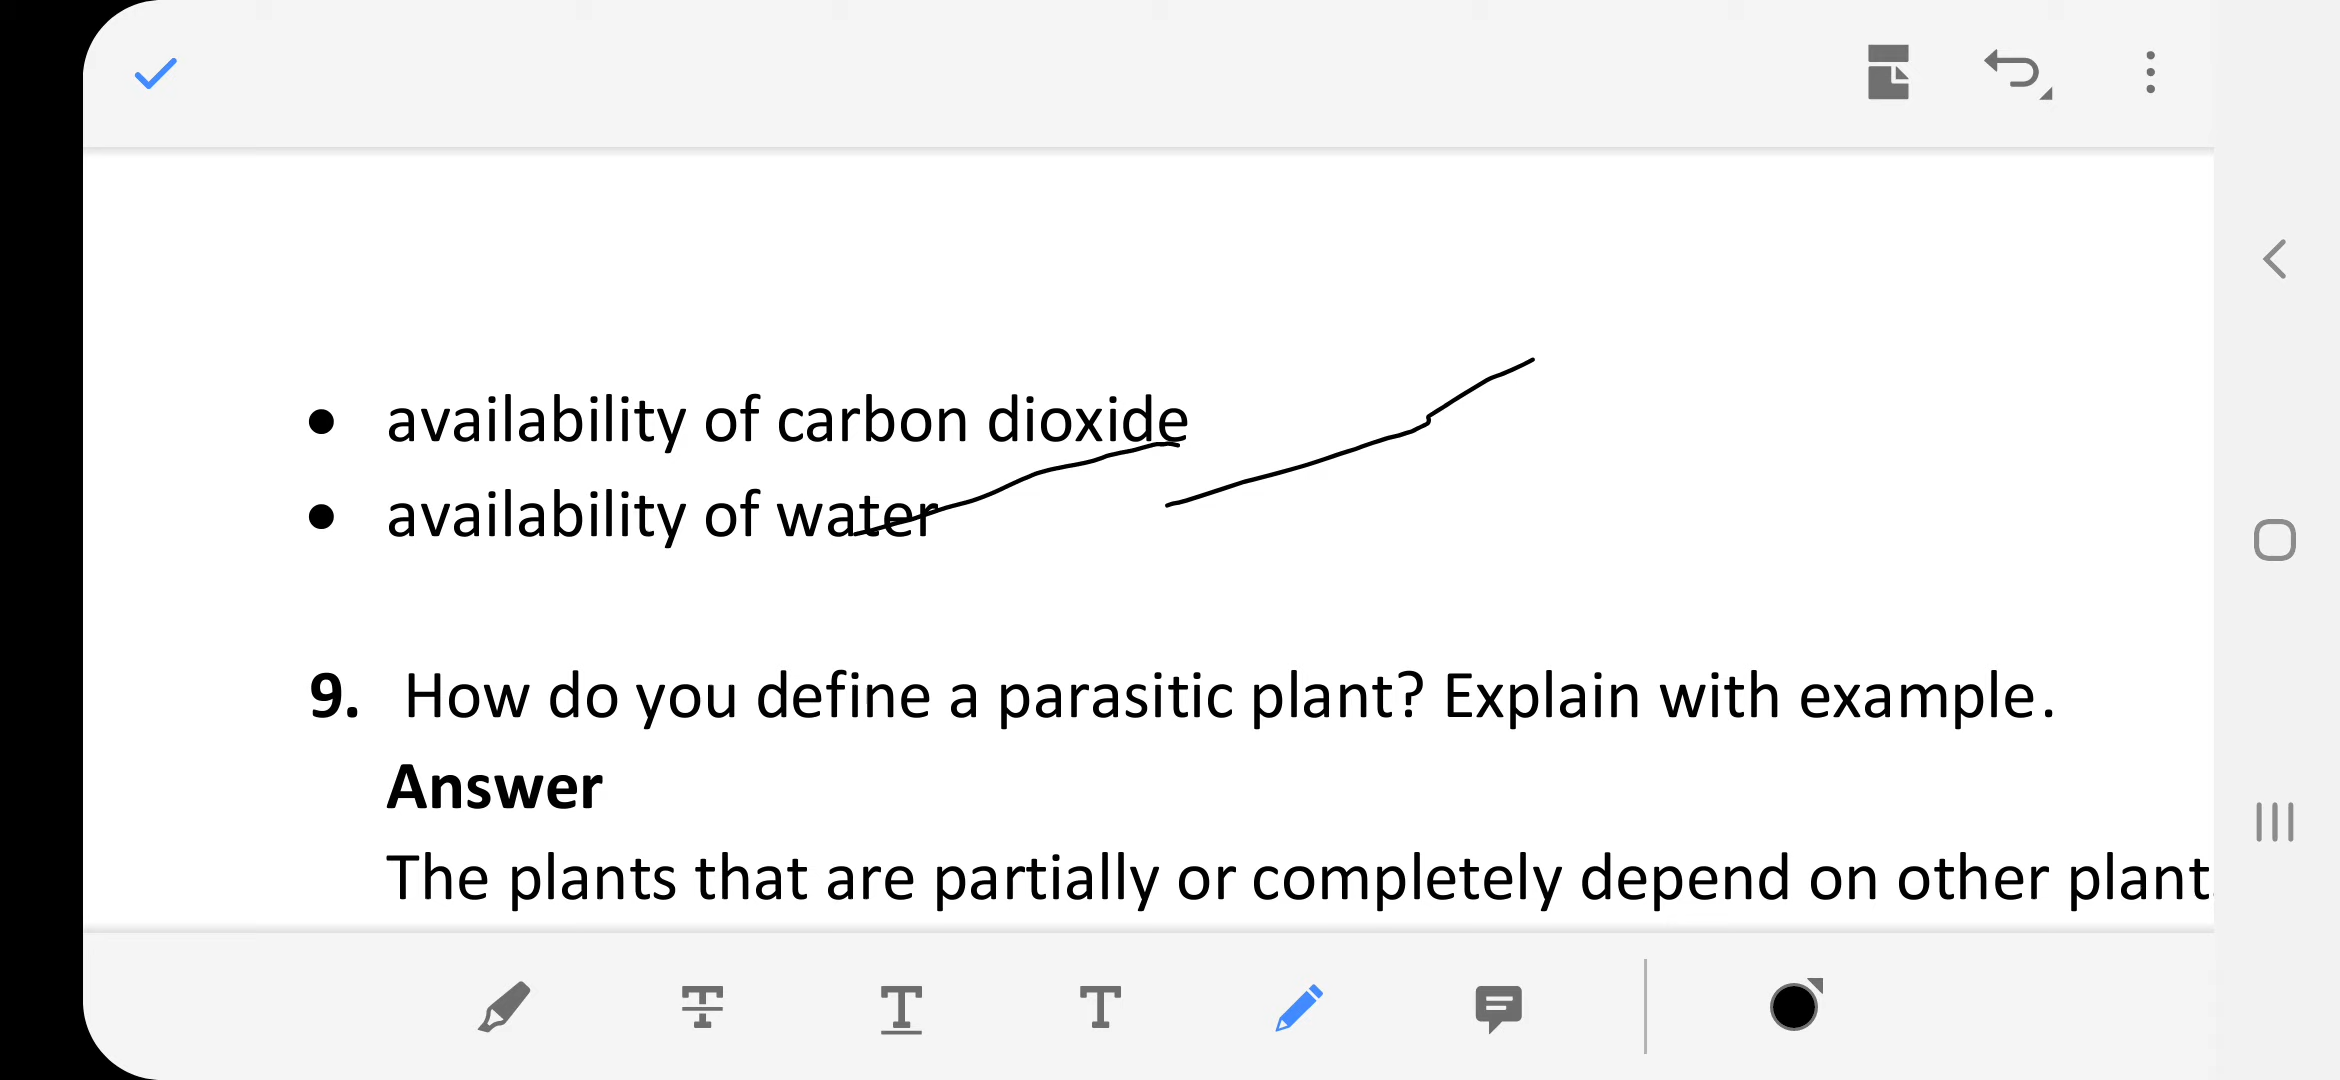 • availability of carbon dioxide
• availability of water
9. How do you define a parasitic plant? Explain with example.
Answer
The plants that are partially or completely depend on other plant